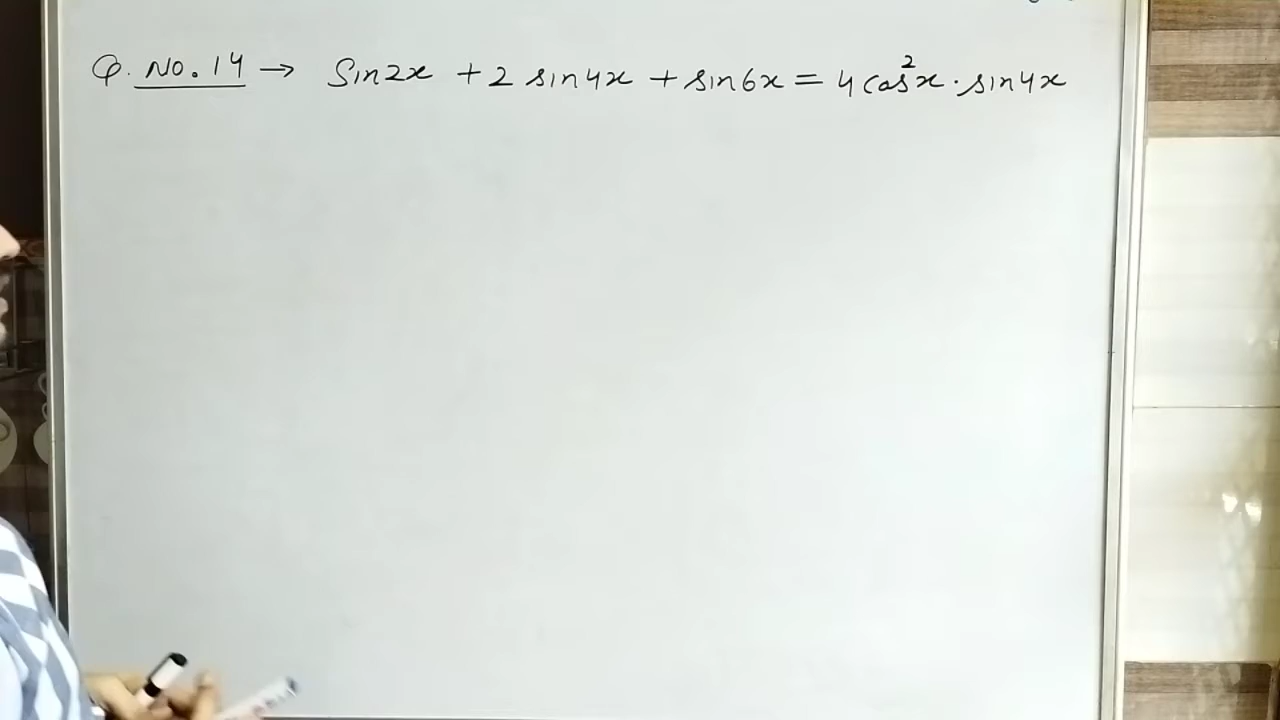 Q. NO. 14 → Sin2x + 2 sin4x + sin6x = 4 cos²x · sin4x